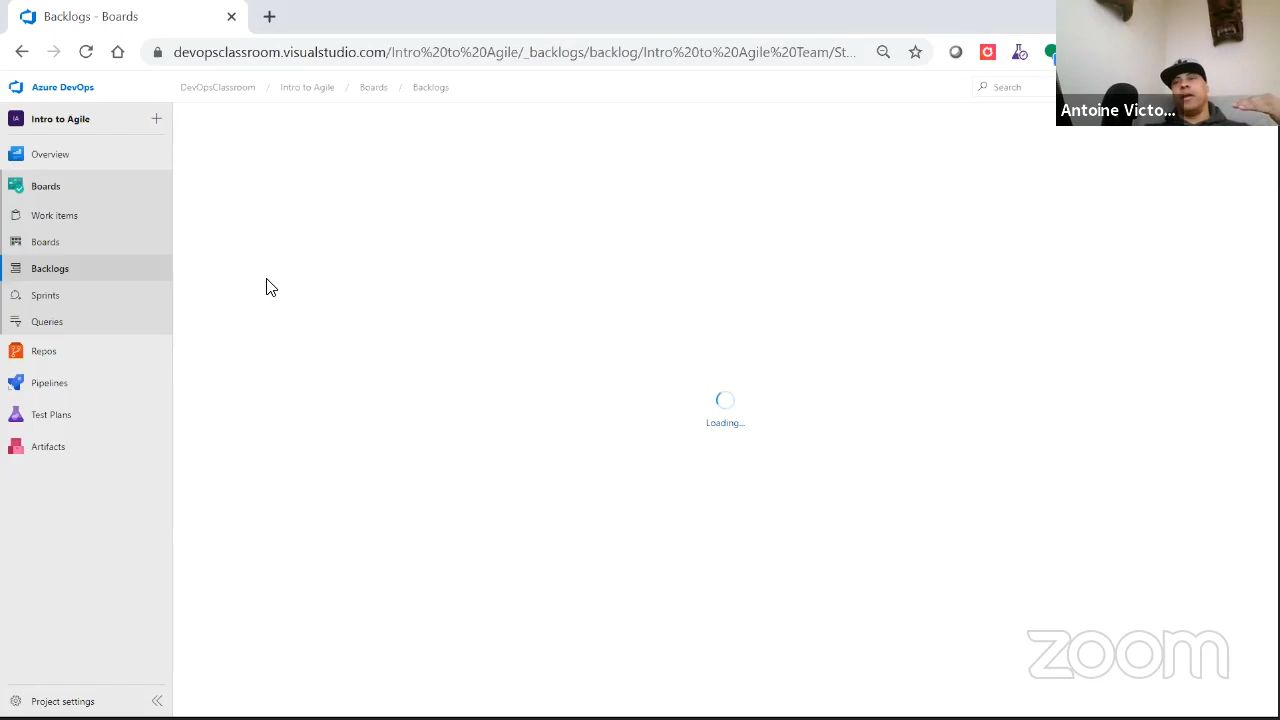 Backlogs - Boards
devopsclassroom.visualstudio.com/Intro%20to%20Agile/_backlogs/backlog/Intro%20to%20Agile%20Team/St...
Azure DevOps
DevOpsClassroom / Intro to Agile / Boards / Backlogs
Search
Antoine Victo...
IA Intro to Agile
Overview
Boards
Work items
Boards
Backlogs
Sprints
Queries
Repos
Pipelines
Test Plans
Artifacts
Loading...
zoom
Project settings